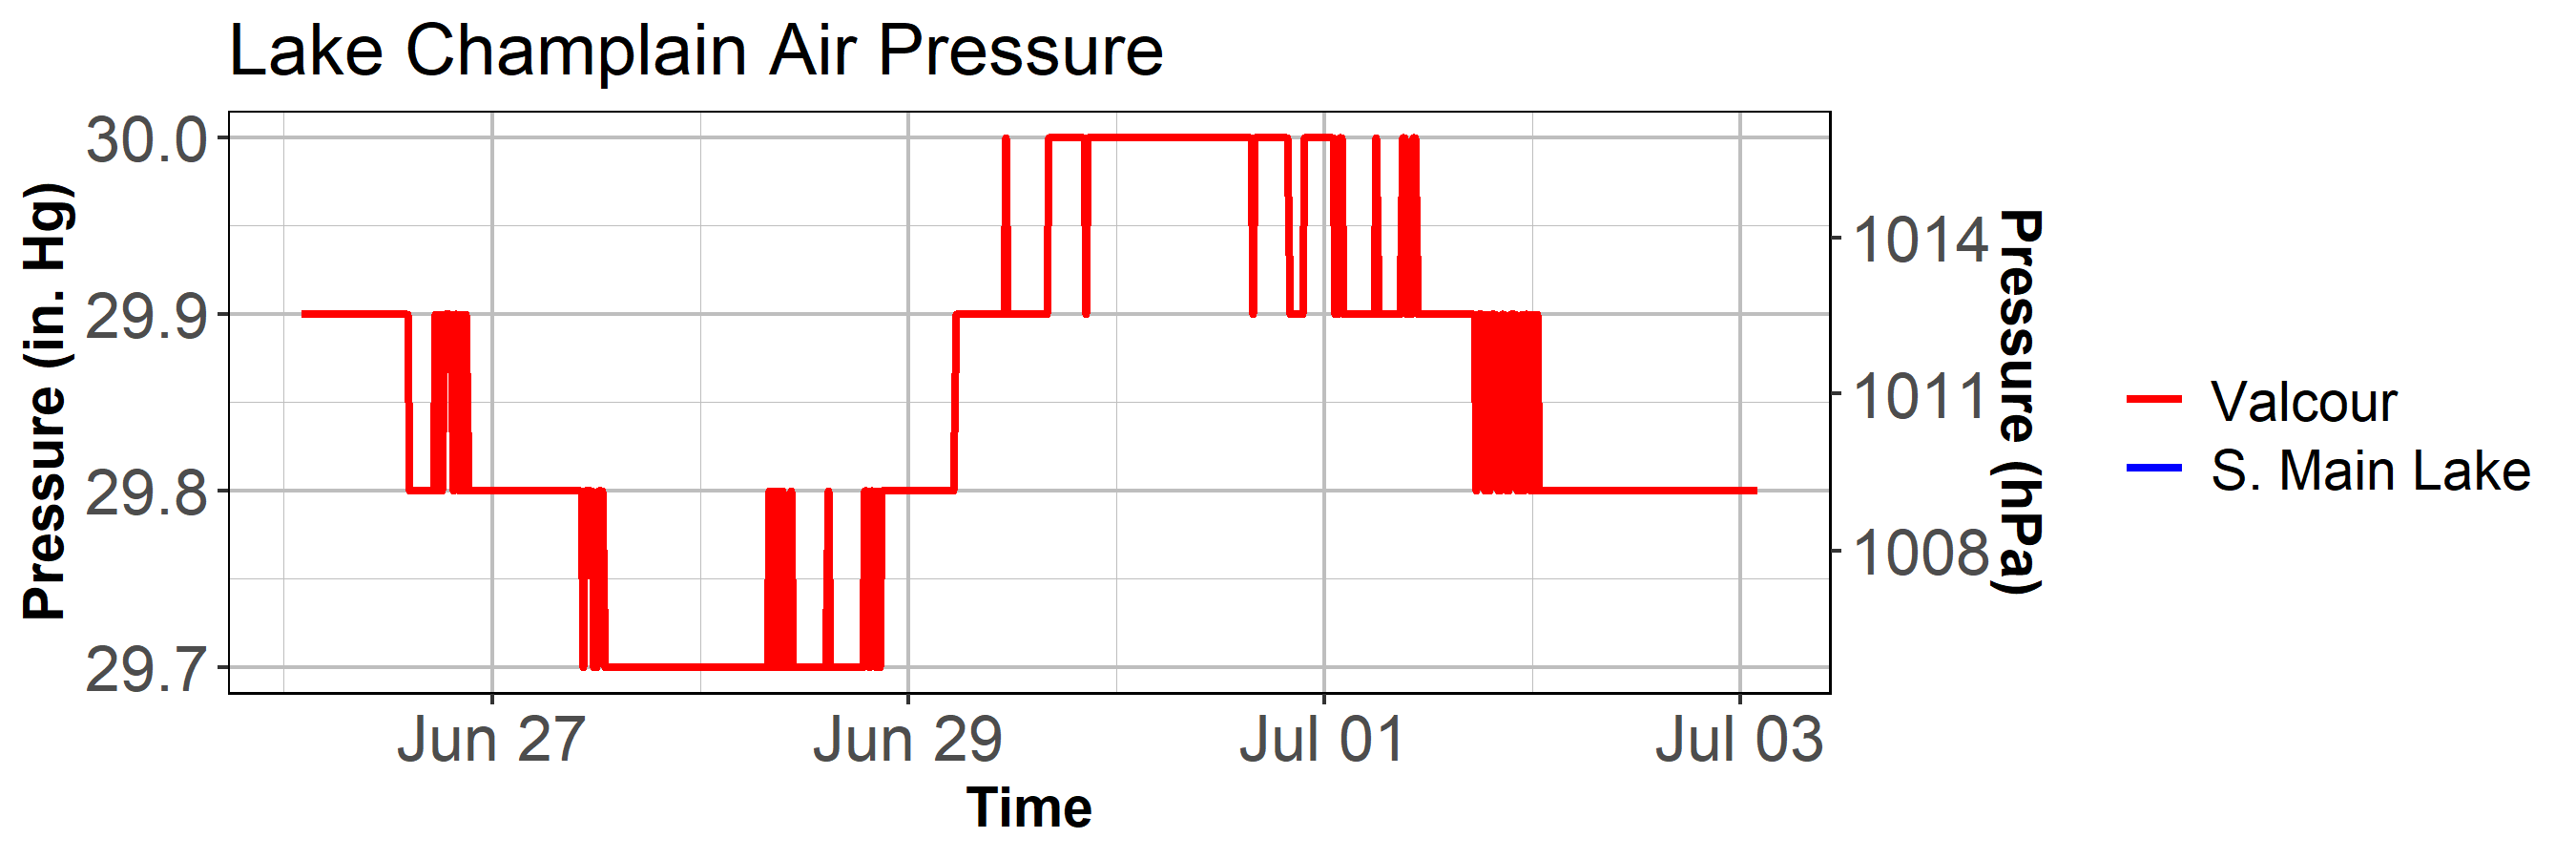 Lake Champlain Air Pressure
Pressure (in. Hg)
30.0
29.9
29.8
29.7
Jun 27
Jun 29
Jul 01
Jul 03
Time
1014
1011
1008
Pressure (hPa)
Valcour
S. Main Lake